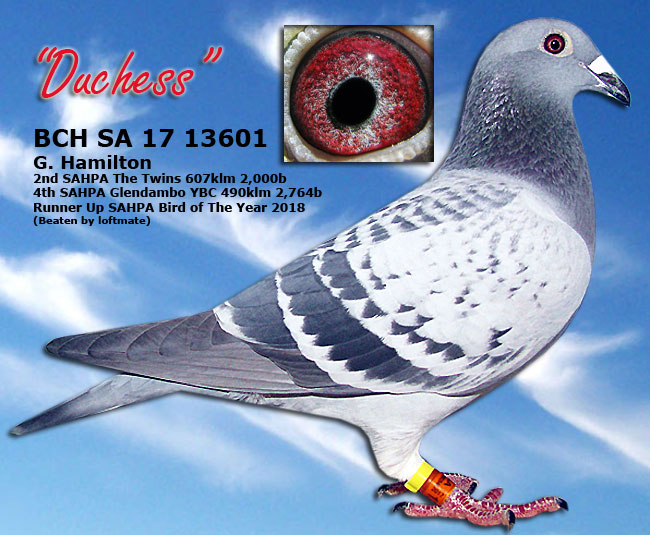 “Duchess”
BCH SA 17 13601
G. Hamilton
2nd SAHPA The Twins 607klm 2,000b
4th SAHPA Glendambo YBC 490klm 2,764b
Runner Up SAHPA Bird of The Year 2018
(Beaten by loftmate)